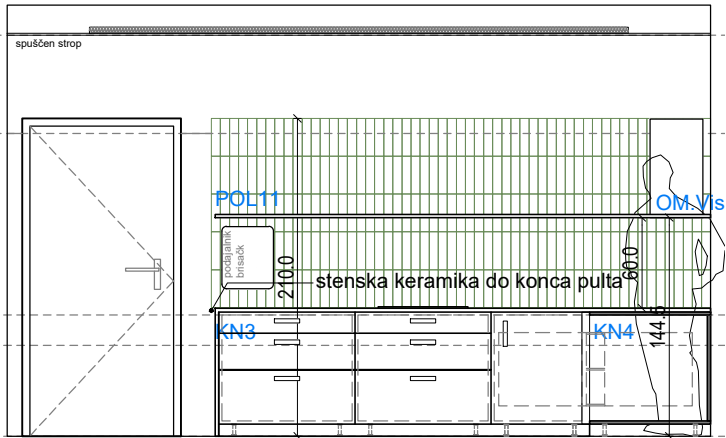 spuščen strop
POL11
OM.Vis
podajalnik
brisačk
210.0
stenska keramika do konca pulta
60.0
144.5
KN3
KN4